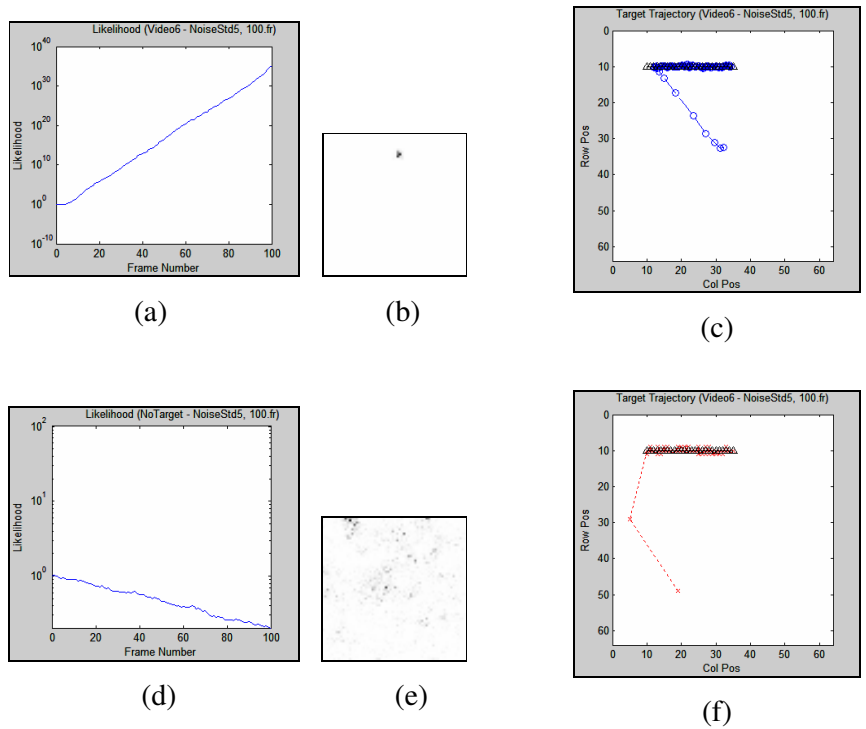 Likelihood (Video6 - NoiseStd5, 100.fr)
10^40
10^30
10^20
10^10
10^0
10^-10
Likelihood
0 20 40 60 80 100
Frame Number
(a)
(b)
Target Trajectory (Video6 - NoiseStd5, 100.fr)
0
10
20
30
40
50
60
Row Pos
0 10 20 30 40 50 60
Col Pos
(c)
Likelihood (NoTarget - NoiseStd5, 100.fr)
10^2
10^1
10^0
Likelihood
0 20 40 60 80 100
Frame Number
(d)
(e)
Target Trajectory (Video6 - NoiseStd5, 100.fr)
0
10
20
30
40
50
60
Row Pos
0 10 20 30 40 50 60
Col Pos
(f)